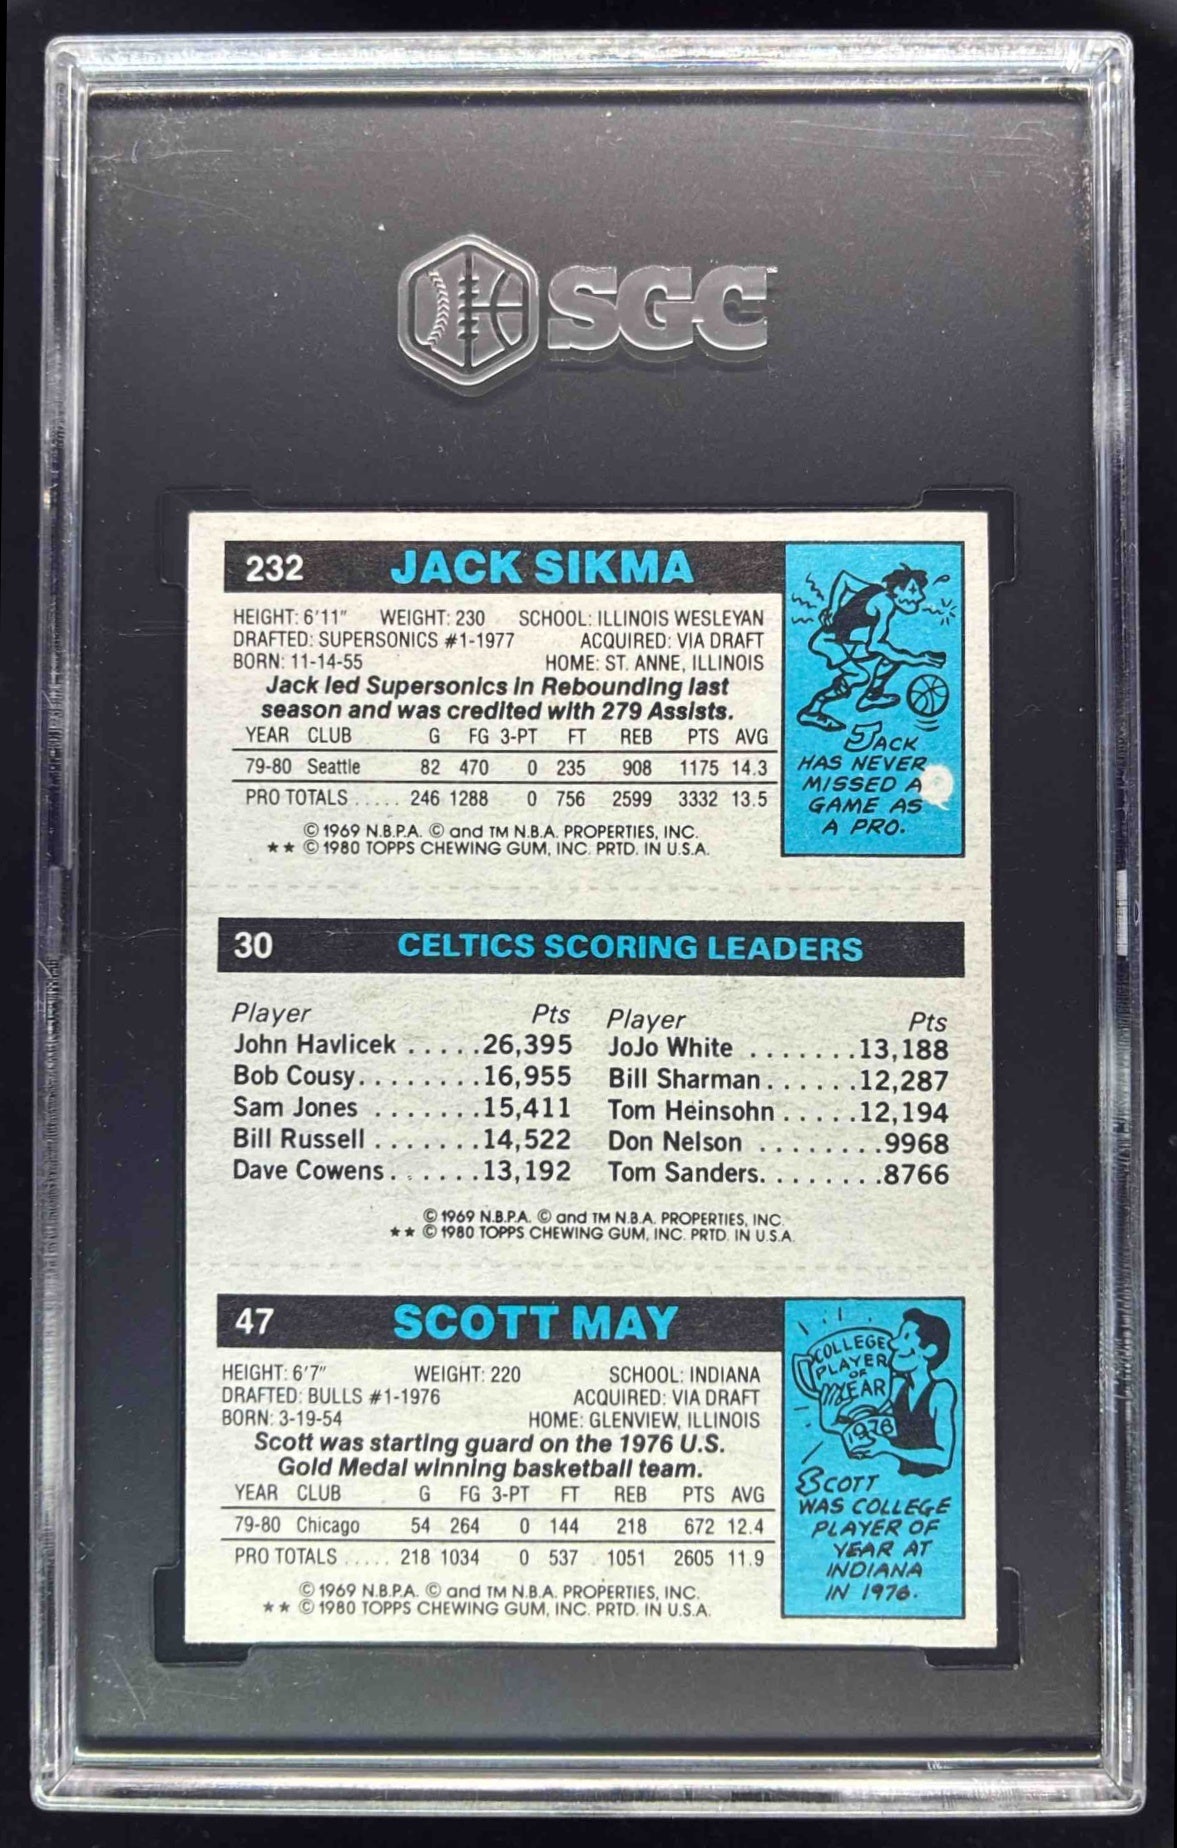 SGC
232 JACK SIKMA
HEIGHT: 6'11" WEIGHT: 230 SCHOOL: ILLINOIS WESLEYAN
DRAFTED: SUPERSONICS #1-1977 ACQUIRED: VIA DRAFT
BORN: 11-14-55 HOME: ST. ANNE, ILLINOIS
Jack led Supersonics in Rebounding last
season and was credited with 279 Assists.
YEAR CLUB G FG 3-PT FT REB PTS AVG
79-80 Seattle 82 470 0 235 908 1175 14.3
PRO TOTALS ..... 246 1288 0 756 2599 3332 13.5
© 1969 N.B.P.A. © and TM N.B.A. PROPERTIES, INC.
★★ © 1980 TOPPS CHEWING GUM, INC. PRTD. IN U.S.A.
JACK
HAS NEVER
MISSED A
GAME AS
A PRO.
30 CELTICS SCORING LEADERS
Player Pts Player Pts
John Havlicek .....26,395 JoJo White .......13,188
Bob Cousy........16,955 Bill Sharman......12,287
Sam Jones .......15,411 Tom Heinsohn .....12,194
Bill Russell .......14,522 Don Nelson ........9968
Dave Cowens......13,192 Tom Sanders........8766
© 1969 N.B.P.A. © and TM N.B.A. PROPERTIES, INC.
★★ © 1980 TOPPS CHEWING GUM, INC. PRTD. IN U.S.A.
47 SCOTT MAY
HEIGHT: 6'7" WEIGHT: 220 SCHOOL: INDIANA
DRAFTED: BULLS #1-1976 ACQUIRED: VIA DRAFT
BORN: 3-19-54 HOME: GLENVIEW, ILLINOIS
Scott was starting guard on the 1976 U.S.
Gold Medal winning basketball team.
YEAR CLUB G FG 3-PT FT REB PTS AVG
79-80 Chicago 54 264 0 144 218 672 12.4
PRO TOTALS ..... 218 1034 0 537 1051 2605 11.9
© 1969 N.B.P.A. © and TM N.B.A. PROPERTIES, INC.
★★ © 1980 TOPPS CHEWING GUM, INC. PRTD. IN U.S.A.
COLLEGE
PLAYER
OF
YEAR
1976
SCOTT
WAS COLLEGE
PLAYER OF
YEAR AT
INDIANA
IN 1976.